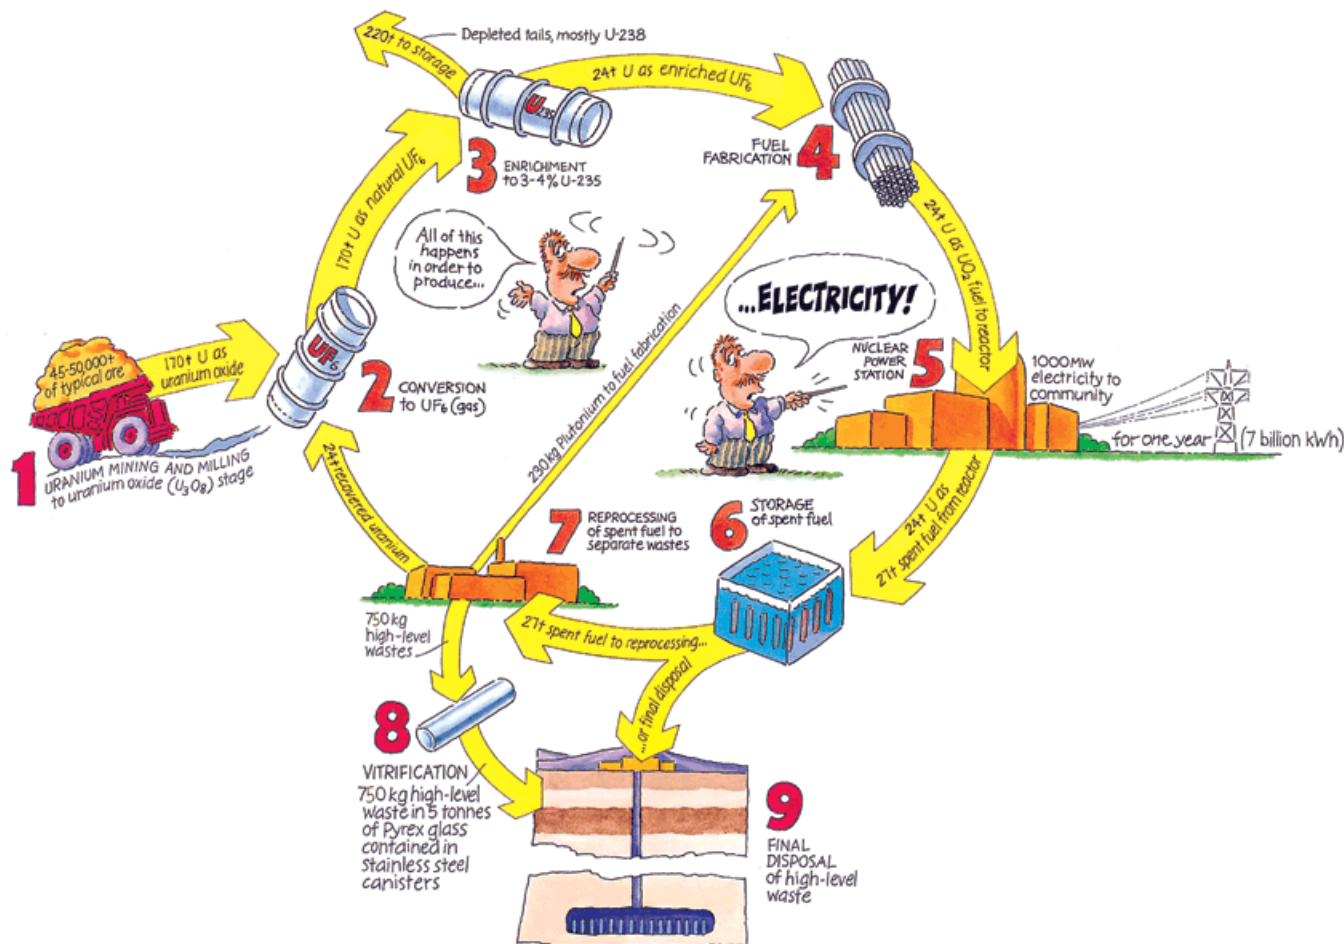 220t to storage
Depleted tails, mostly U-238
24t U as enriched UF₆
U 235
3
ENRICHMENT
to 3-4% U-235
FUEL
FABRICATION
4
170t U as natural UF₆
24t U as UO₂ fuel to reactor
All of this
happens
in order to
produce...
...ELECTRICITY!
45-50,000t
of typical ore
170t U as
uranium oxide
UF₆
2
CONVERSION
to UF₆ (gas)
1
URANIUM MINING AND MILLING
to uranium oxide (U₃O₈) stage
230kg Plutonium to fuel fabrication
NUCLEAR
POWER
STATION
5
1000MW
electricity to
community
for one year
(7 billion kWh)
24t recovered uranium
7
REPROCESSING
of spent fuel to
separate wastes
6
STORAGE
of spent fuel
24t U as
27t spent fuel from reactor
750 kg
high-level
wastes
27t spent fuel to reprocessing...
...or final disposal
8
VITRIFICATION
750 kg high-level
waste in 5 tonnes
of Pyrex glass
contained in
stainless steel
canisters
9
FINAL
DISPOSAL
of high-level
waste